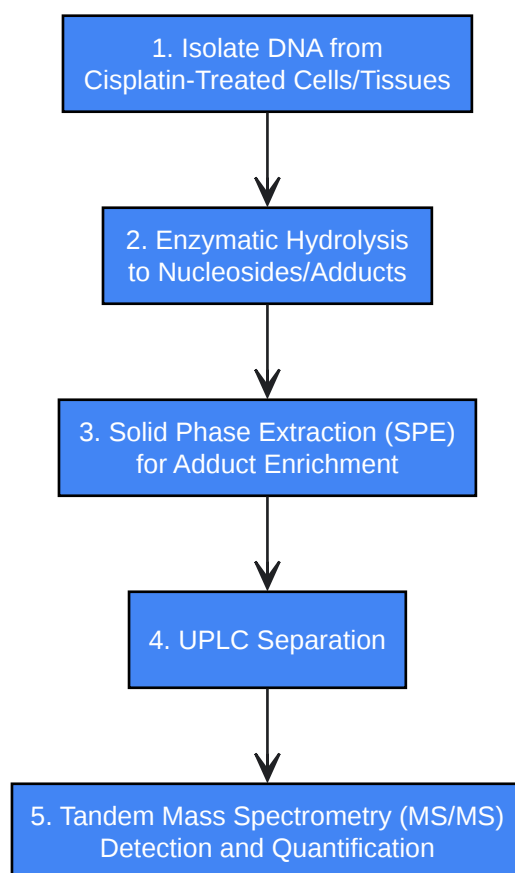 1. Isolate DNA from
Cisplatin-Treated Cells/Tissues
2. Enzymatic Hydrolysis
to Nucleosides/Adducts
3. Solid Phase Extraction (SPE)
for Adduct Enrichment
4. UPLC Separation
5. Tandem Mass Spectrometry (MS/MS)
Detection and Quantification